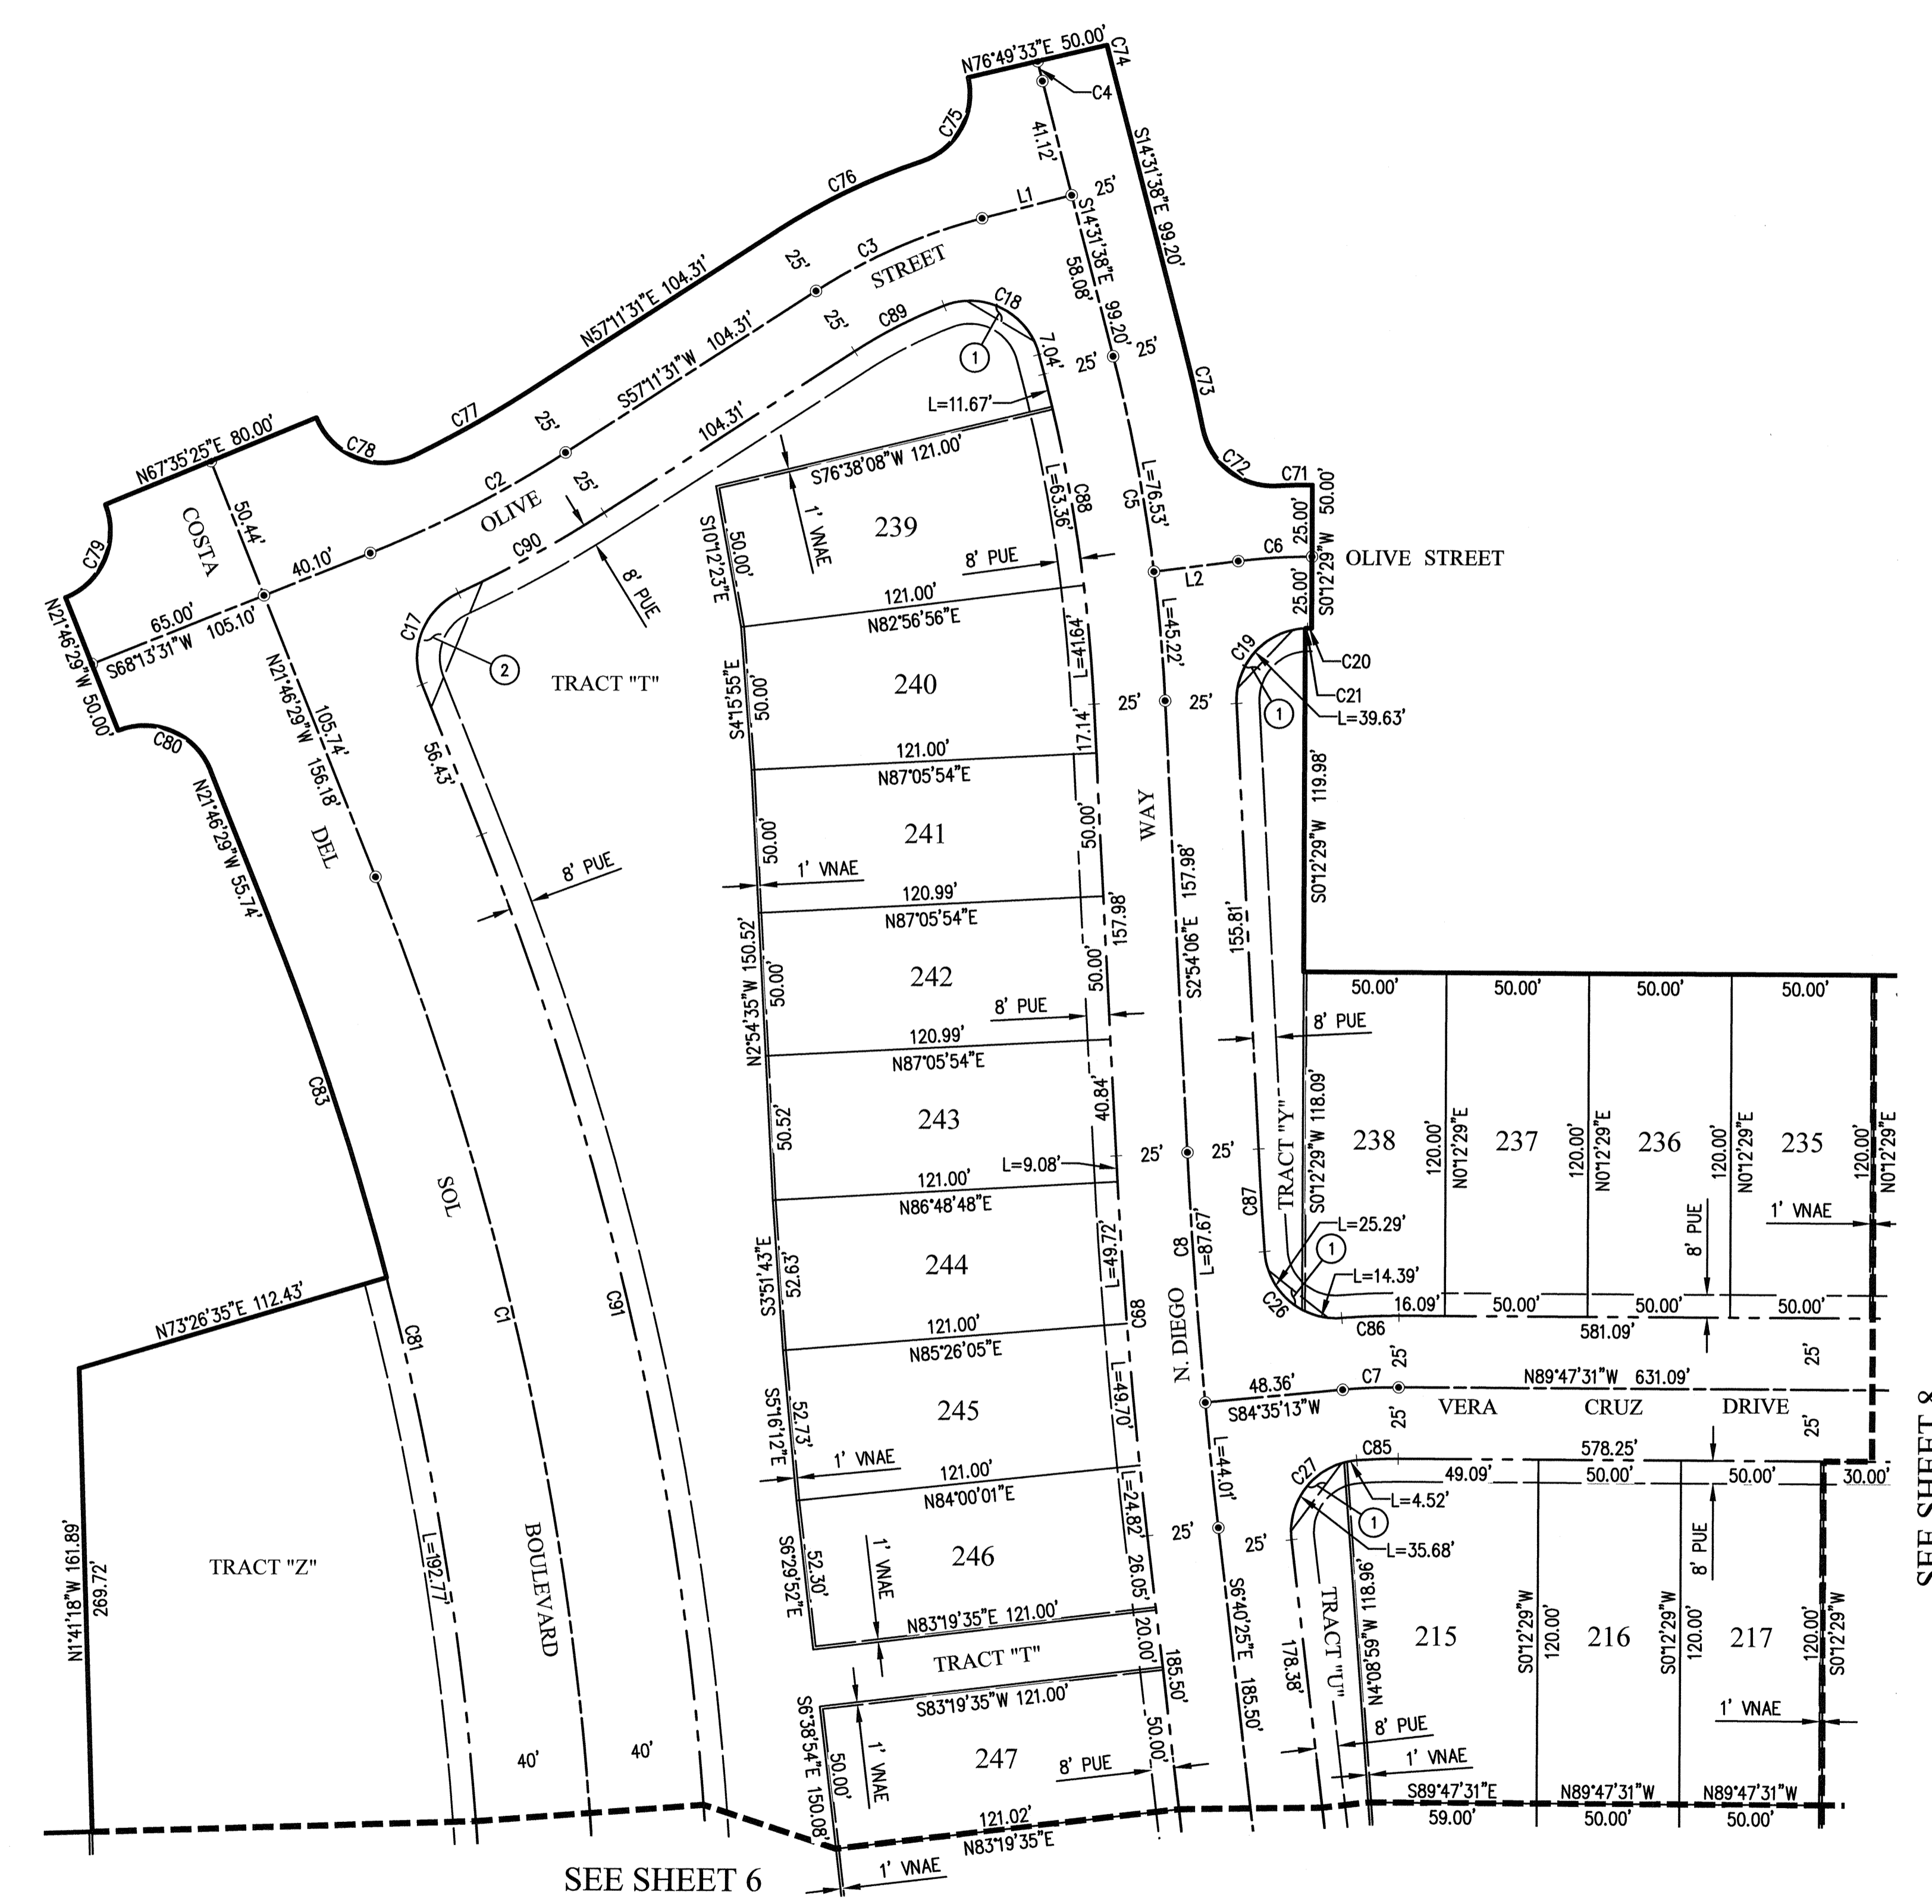 N76°49'33"E 50.00'
C74
C4
C75
41.12'
S14°31'38"E 99.20'
C76
L1
25'
C3
STREET
S14°31'38"E 99.20'
58.08'
25'
25'
N57°11'31"E 104.31'
S57°11'31"W 104.31'
C89
C18
1
7.04'
25'
25'
C73
104.31'
L=11.67'
C77
25'
25'
C78
N67°35'25"E 80.00'
C2
OLIVE
C90
S76°38'08"W 121.00'
1' VNAE
L=63.36'
C88
C5
L=76.53'
C72
C71
25.00'
25.00'
S0°12'29"W 50.00'
C6
OLIVE STREET
L2
COSTA
50.44'
C79
40.10'
65.00'
S68°13'31"W 105.10'
N21°46'29"W 50.00'
C80
C17
2
8' PUE
TRACT "T"
S10°12'23"E
50.00'
239
8' PUE
121.00'
N82°56'56"E
L=41.64'
L=45.22'
C19
C20
C21
L=39.63'
1
S4°15'55"E
50.00'
240
17.14'
25'
25'
121.00'
N87°05'54"E
N21°46'29"W 156.18'
105.74'
56.43'
N21°46'29"W 55.74'
DEL
8' PUE
50.00'
241
50.00'
1' VNAE
120.99'
N87°05'54"E
157.98'
WAY
S2°54'06"E 157.98'
155.81'
S0°12'29"W 119.98'
N2°54'35"W 150.52'
50.00'
242
50.00'
8' PUE
120.99'
N87°05'54"E
50.52'
243
40.84'
L=9.08'
25'
25'
121.00'
N86°48'48"E
50.00'
50.00'
50.00'
50.00'
8' PUE
TRACT "Y"
S0°12'29"W 118.09'
238
120.00'
N0°12'29"E
237
120.00'
N0°12'29"E
236
120.00'
N0°12'29"E
235
120.00'
N0°12'29"E
8' PUE
1' VNAE
C83
SOL
C87
L=25.29'
1
L=14.39'
C26
16.09'
50.00'
50.00'
50.00'
C86
581.09'
S3°51'43"E
52.63'
244
L=49.72'
C8
L=87.67'
C68
121.00'
N85°26'05"E
N. DIEGO
N73°26'35"E 112.43'
C81
C1
C91
25'
25'
48.36'
S84°35'13"W
C7
N89°47'31"W 631.09'
VERA CRUZ DRIVE
25'
25'
S5°16'12"E
52.73'
245
L=49.70'
1' VNAE
121.00'
N84°00'01"E
L=44.01'
25'
25'
C27
C85
578.25'
49.09'
50.00'
50.00'
30.00'
L=4.52'
1
L=35.68'
8' PUE
SEE SHEET 8
N1°41'18"W 161.89'
269.72'
TRACT "Z"
L=192.77'
BOULEVARD
S6°29'52"E
52.30'
1' VNAE
246
L=24.82'
26.05'
N83°19'35"E 121.00'
TRACT "T"
20.00'
185.50'
S6°40'25"E 185.50'
178.38'
TRACT "U"
N4°08'59"W 118.96'
215
S0°12'29"W
120.00'
216
S0°12'29"W
120.00'
217
120.00'
S0°12'29"W
1' VNAE
S83°19'35"W 121.00'
S6°38'54"E 150.08'
50.00'
1' VNAE
247
8' PUE
50.00'
8' PUE
1' VNAE
40'
40'
121.02'
N83°19'35"E
S89°47'31"E
59.00'
N89°47'31"W
50.00'
N89°47'31"W
50.00'
SEE SHEET 6
1' VNAE